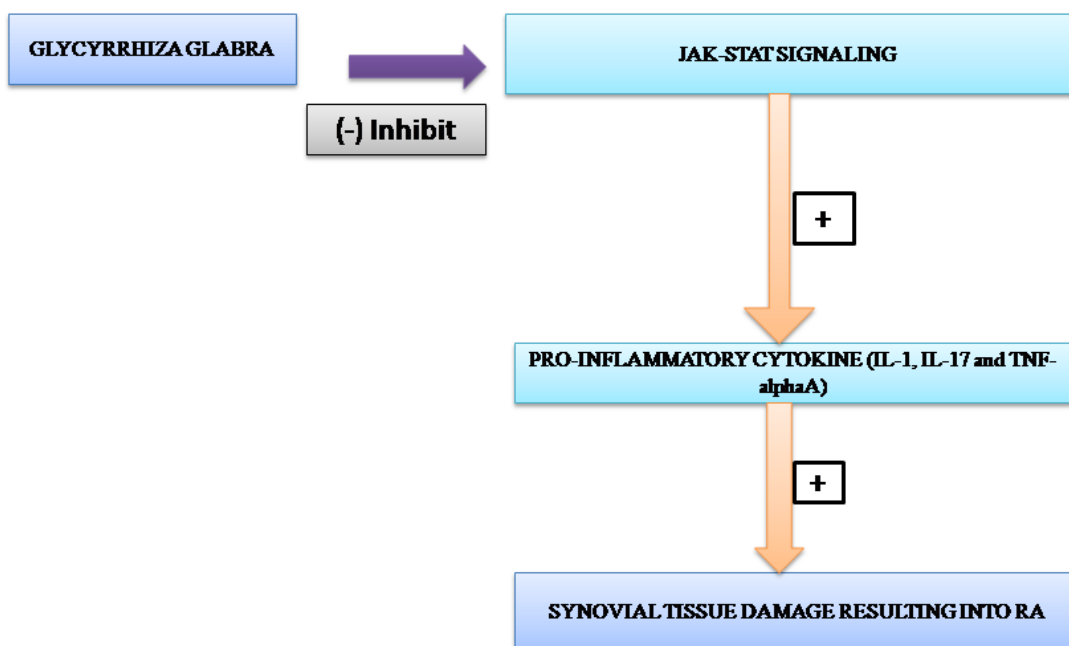 GLYCYRRHIZA GLABRA
(-) Inhibit
JAK-STAT SIGNALING
+
PRO-INFLAMMATORY CYTOKINE (IL-1, IL-17 and TNF-
alphaA)
+
SYNOVIAL TISSUE DAMAGE RESULTING INTO RA